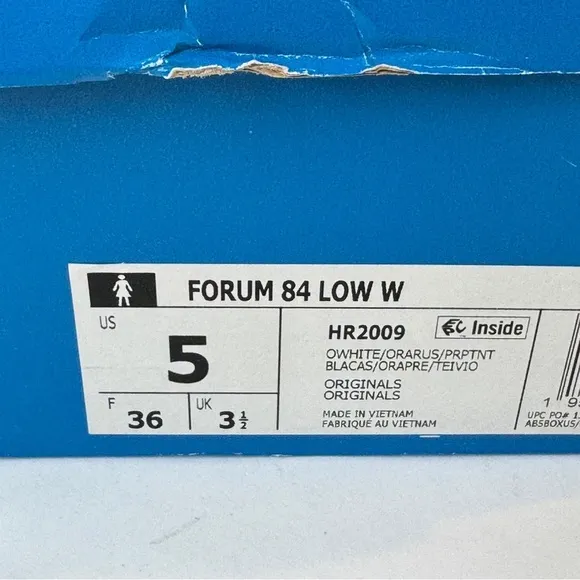 FORUM 84 LOW W
US
5
F
36
UK
3 1/2
HR2009
Inside
OWHITE/ORARUS/PRPTNT
BLACAS/ORAPRE/TEIVIO
ORIGINALS
ORIGINALS
MADE IN VIETNAM
FABRIQUÉ AU VIETNAM
1
UPC PO#